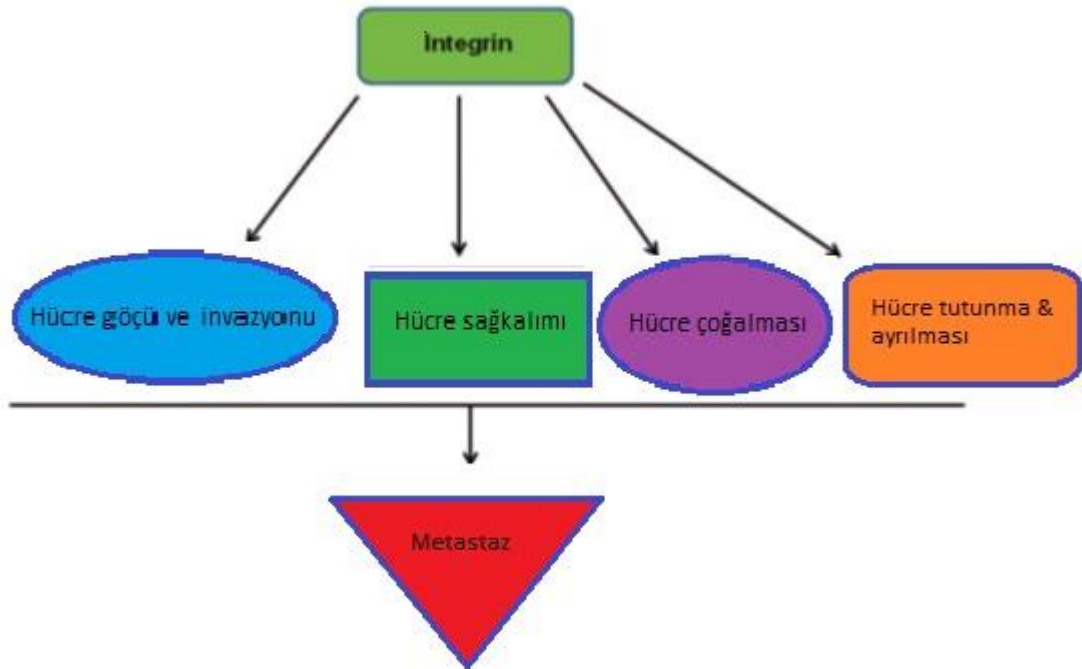 İntegrin
Hücre göçü ve invazyonu
Hücre sağkalımı
Hücre çoğalması
Hücre tutunma &
ayrılması
Metastaz